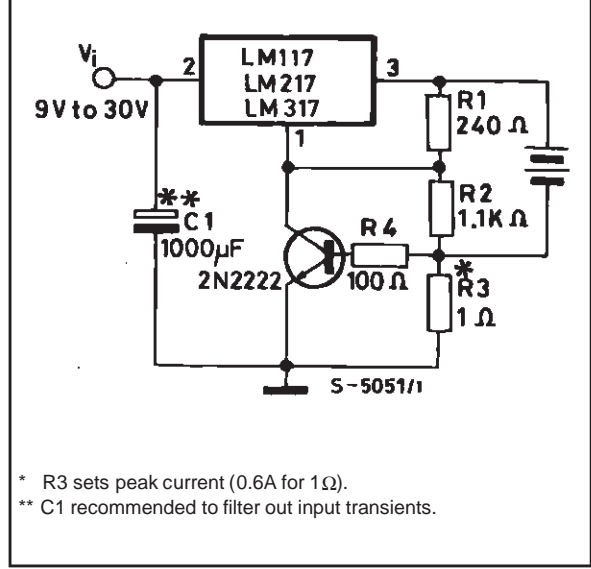 Vi
9V to 30V
2
LM117
LM217
LM317
3
1
R1
240 Ω
R2
1.1K Ω
**
C1
1000µF
2N2222
R4
100 Ω
*
R3
1 Ω
S-5051/1
* R3 sets peak current (0.6A for 1Ω).
** C1 recommended to filter out input transients.